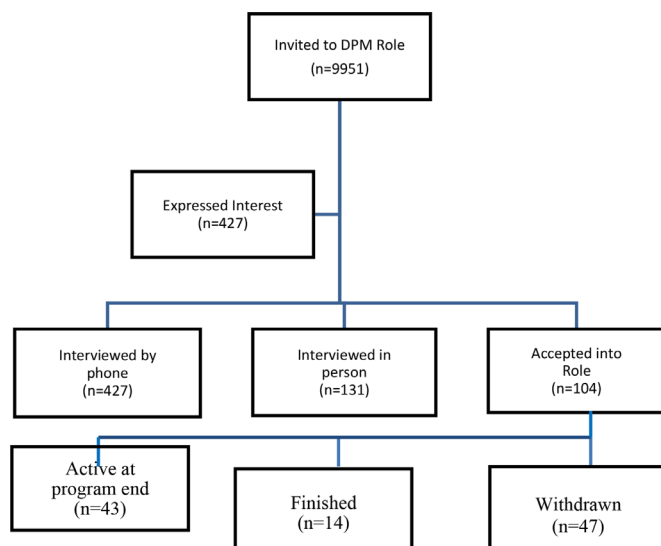 Invited to DPM Role
(n=9951)
Expressed Interest
(n=427)
Interviewed by
phone
(n=427)
Interviewed in
person
(n=131)
Accepted into
Role
(n=104)
Active at
program end
(n=43)
Finished
(n=14)
Withdrawn
(n=47)